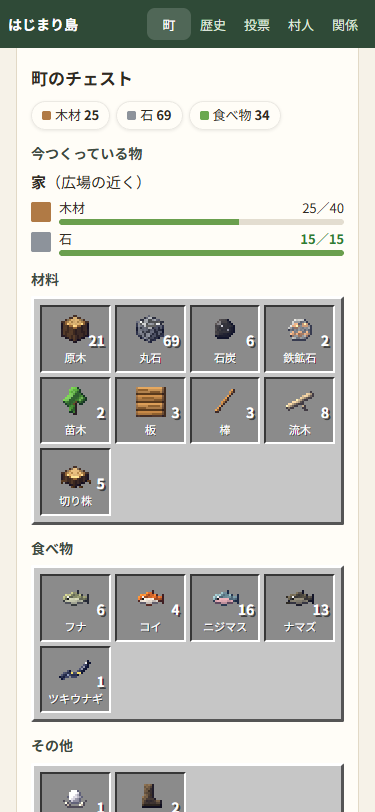 はじまり島 町 歴史 投票 村人 関係
町のチェスト
木材 25 石 69 食べ物 34
今つくっている物
家（広場の近く）
木材 25／40
石 15／15
材料
21 69 6 2
原木 丸石 石炭 鉄鉱石
2 3 3 8
苗木 板 棒 流木
5
切り株
食べ物
6 4 16 13
フナ コイ ニジマス ナマズ
1
ツキウナギ
その他
1 2